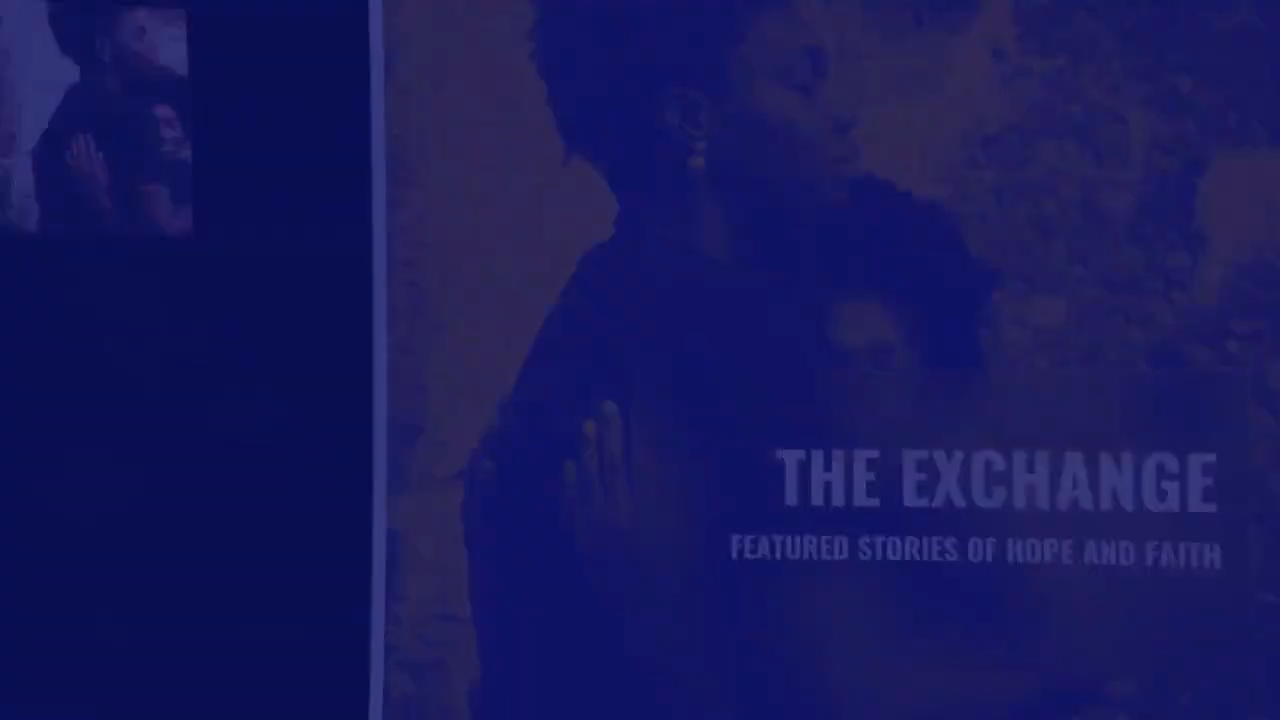 THE EXCHANGE
FEATURED STORIES OF HOPE AND FAITH